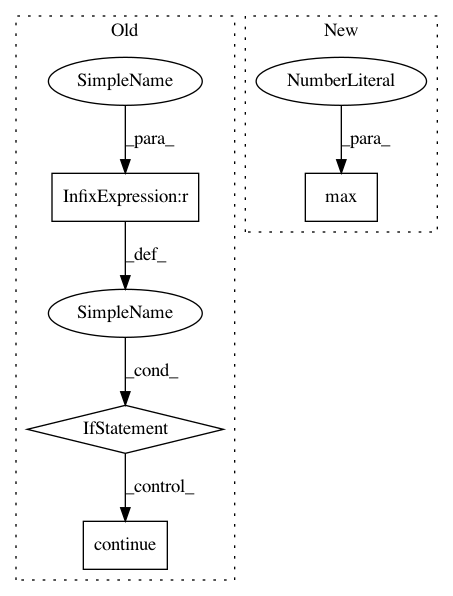 Old
New
SimpleName
NumberLiteral
_para_
_para_
InfixExpression:r
max
_def_
SimpleName
_cond_
IfStatement
_control_
continue